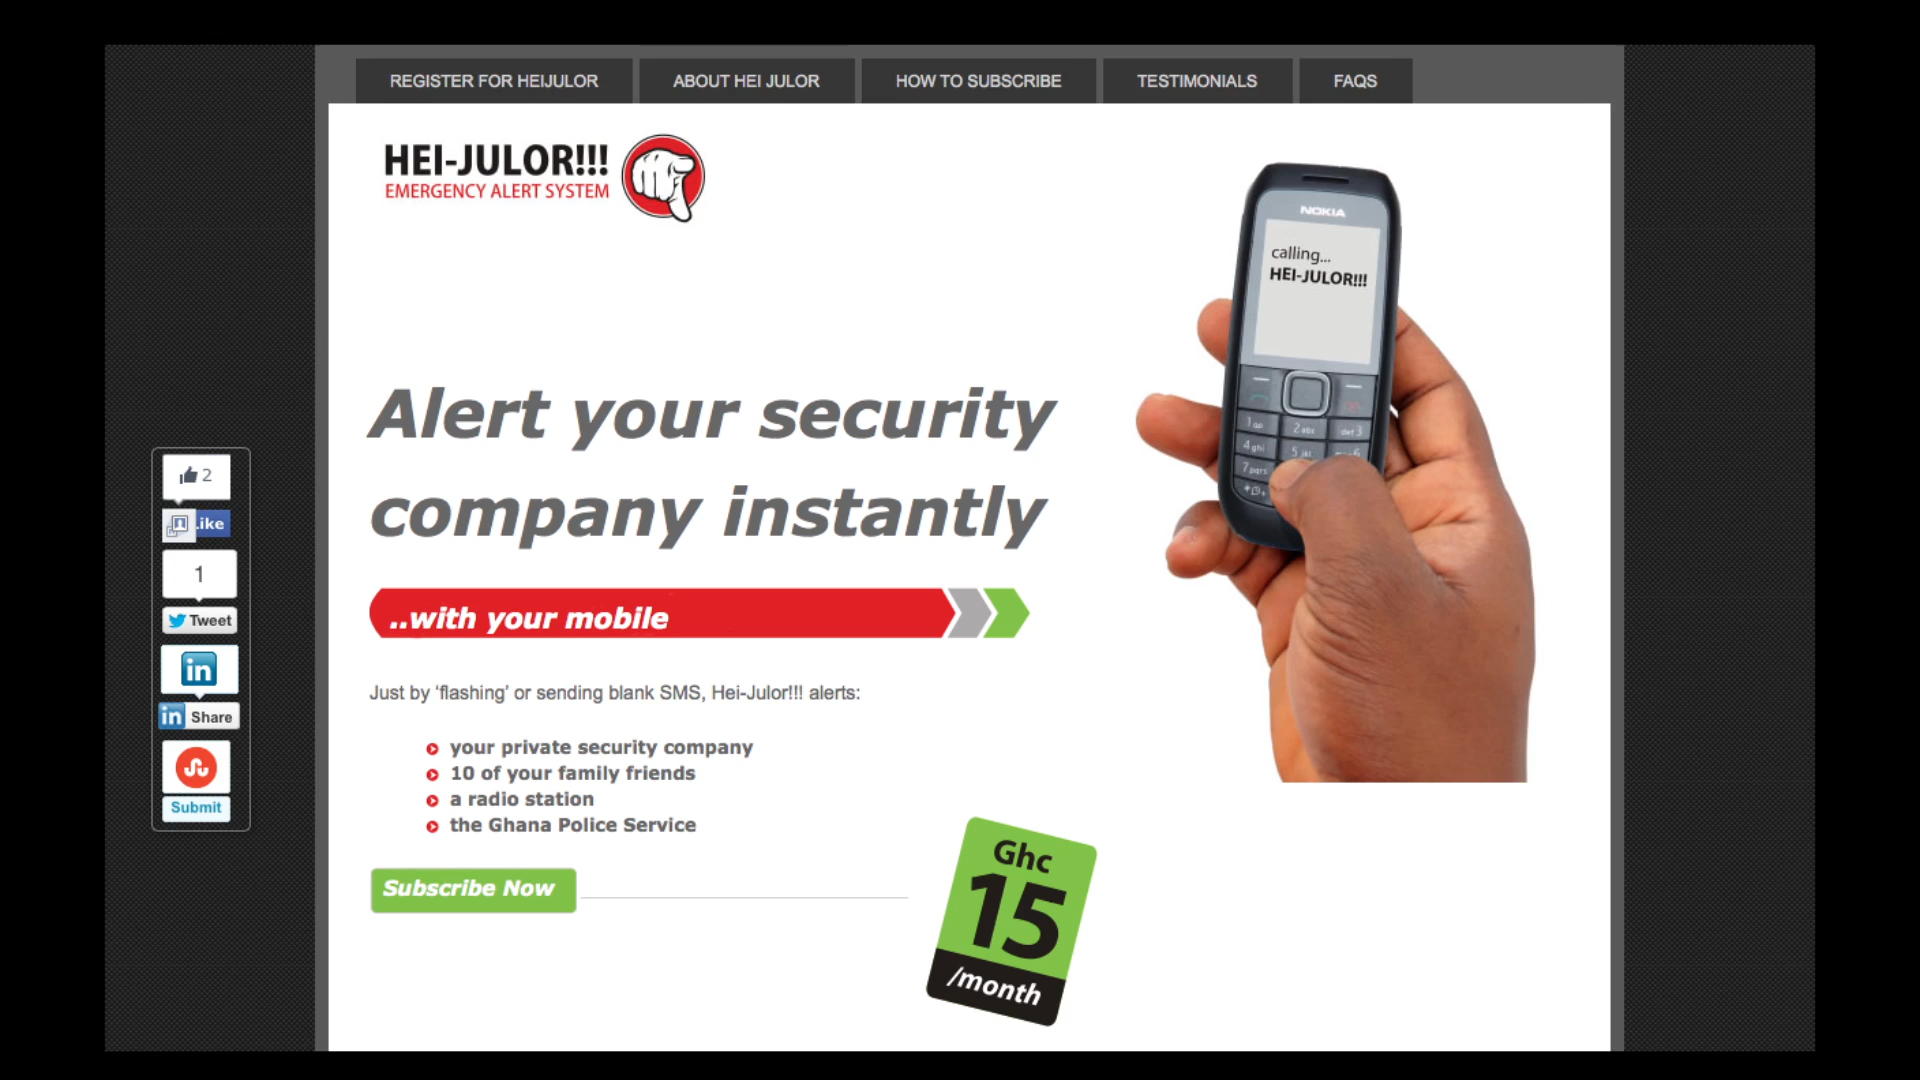 REGISTER FOR HEIJULOR
ABOUT HEI JULOR
HOW TO SUBSCRIBE
TESTIMONIALS
FAQS
HEI-JULOR!!!
EMERGENCY ALERT SYSTEM
NOKIA
calling...
HEI-JULOR!!!
Alert your security
company instantly
..with your mobile
Just by ‘flashing’ or sending blank SMS, Hei-Julor!!! alerts:
your private security company
10 of your family friends
a radio station
the Ghana Police Service
Subscribe Now
Ghc
15
/month
2
ike
1
Tweet
in
in Share
Submit